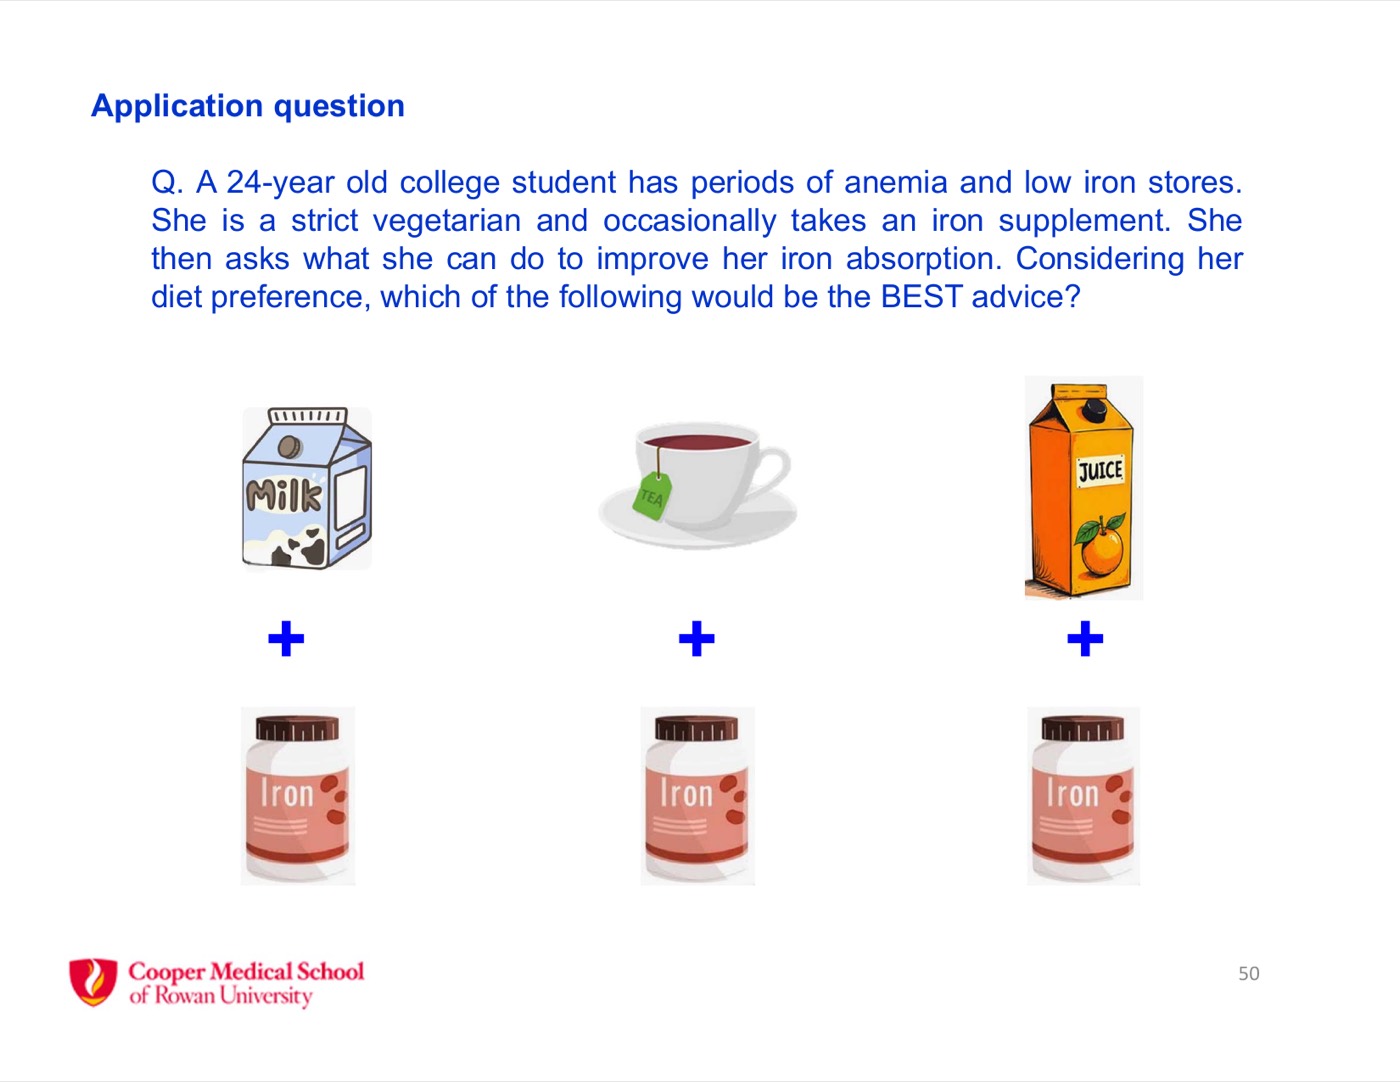 Application question
Q. A 24-year old college student has periods of anemia and low iron stores.
She is a strict vegetarian and occasionally takes an iron supplement. She
then asks what she can do to improve her iron absorption. Considering her
diet preference, which of the following would be the BEST advice?
Milk
TEA
JUICE
+
+
+
Iron
Iron
Iron
Cooper Medical School
of Rowan University
50